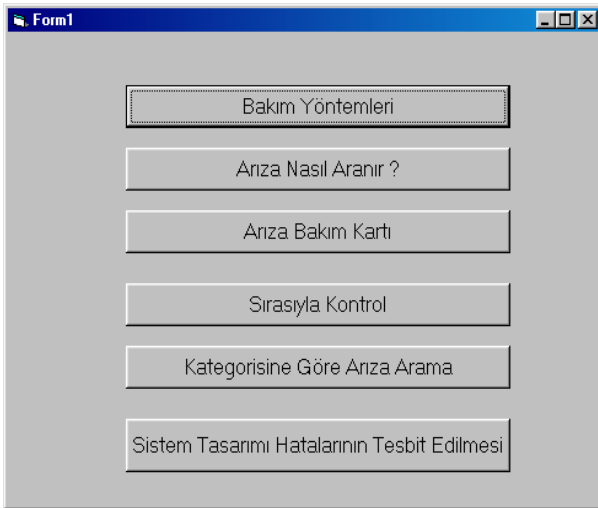 Form1
Bakım Yöntemleri
Arıza Nasıl Aranır ?
Arıza Bakım Kartı
Sırasıyla Kontrol
Kategorisine Göre Arıza Arama
Sistem Tasarımı Hatalarının Tesbit Edilmesi